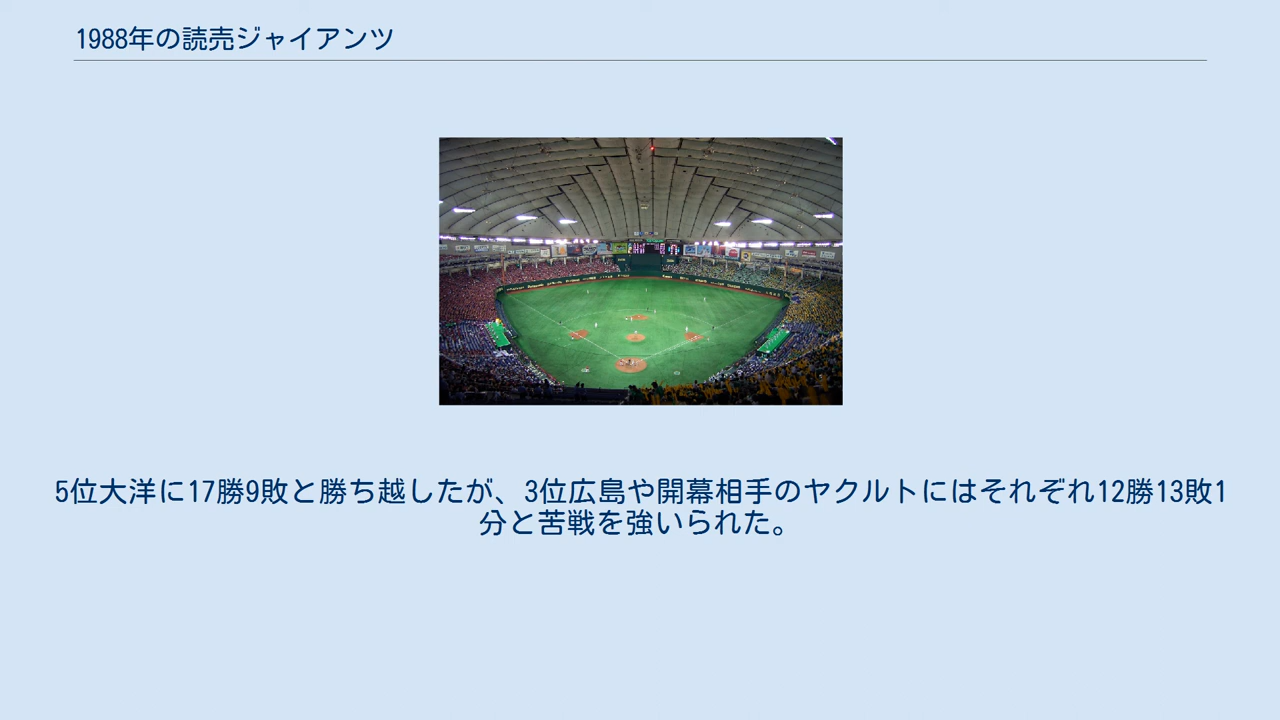 1988年の読売ジャイアンツ
5位大洋に17勝9敗と勝ち越したが、3位広島や開幕相手のヤクルトにはそれぞれ12勝13敗1
分と苦戦を強いられた。